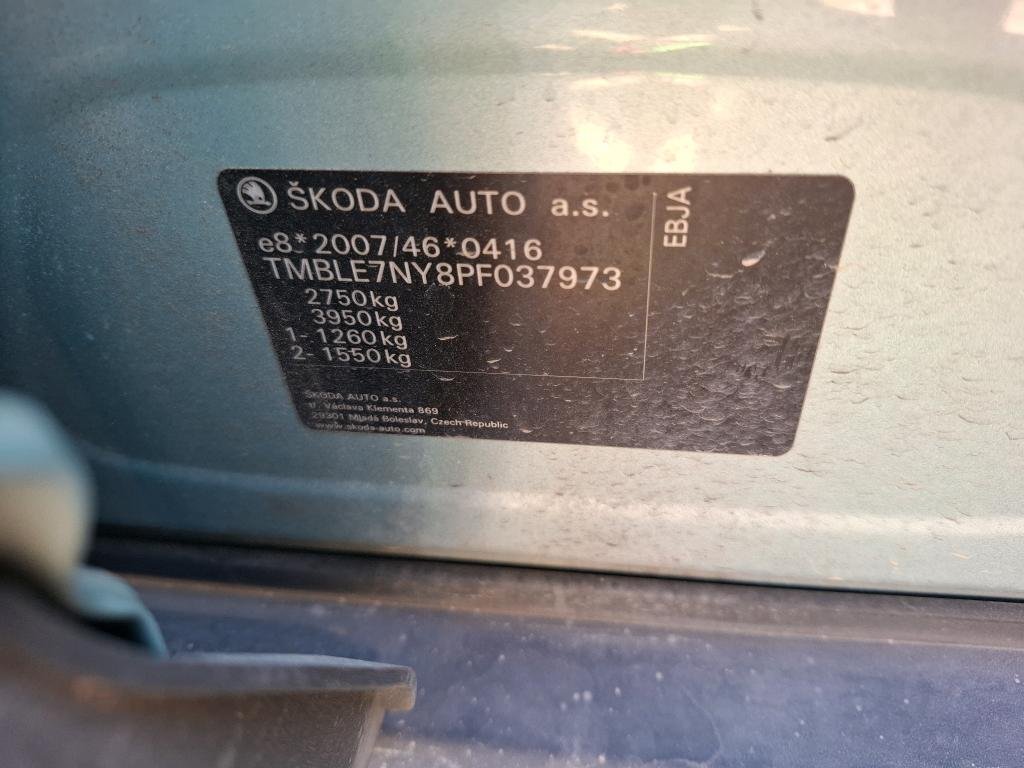 ŠKODA AUTO a.s.
EBJA
e8*2007/46*0416
TMBLE7NY8PF037973
2750kg
3950kg
1- 1260kg
2- 1550kg
ŠKODA AUTO a.s.
tř. Václava Klementa 869
29301 Mladá Boleslav, Czech Republic
www.skoda-auto.com